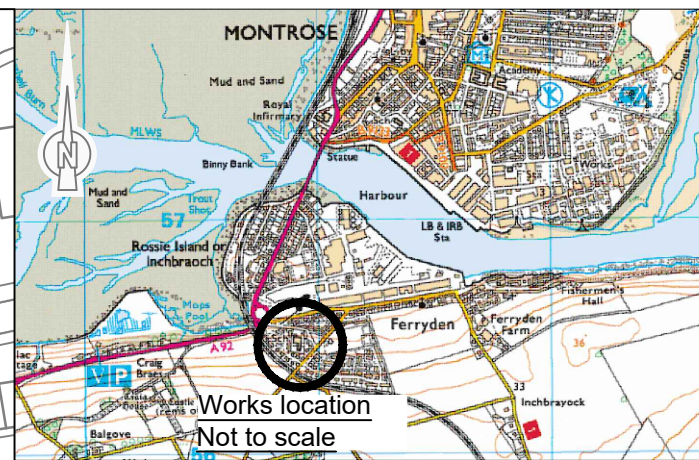 MONTROSE
Mud and Sand
Royal
Infirmary
Academy
Dunes
MLWS
Binny Bank
Statue
Works
N
Mud and
Sand
Trout
Shot
Harbour
57
LB & IRB
Sta
Rossie Island or
Inchbraoch
Mops
Pool
Fishermen's
Hall
Ferryden
Ferryden
Farm
36
A92
Craig
33
Inchbrayock
Works location
Not to scale
Balgove